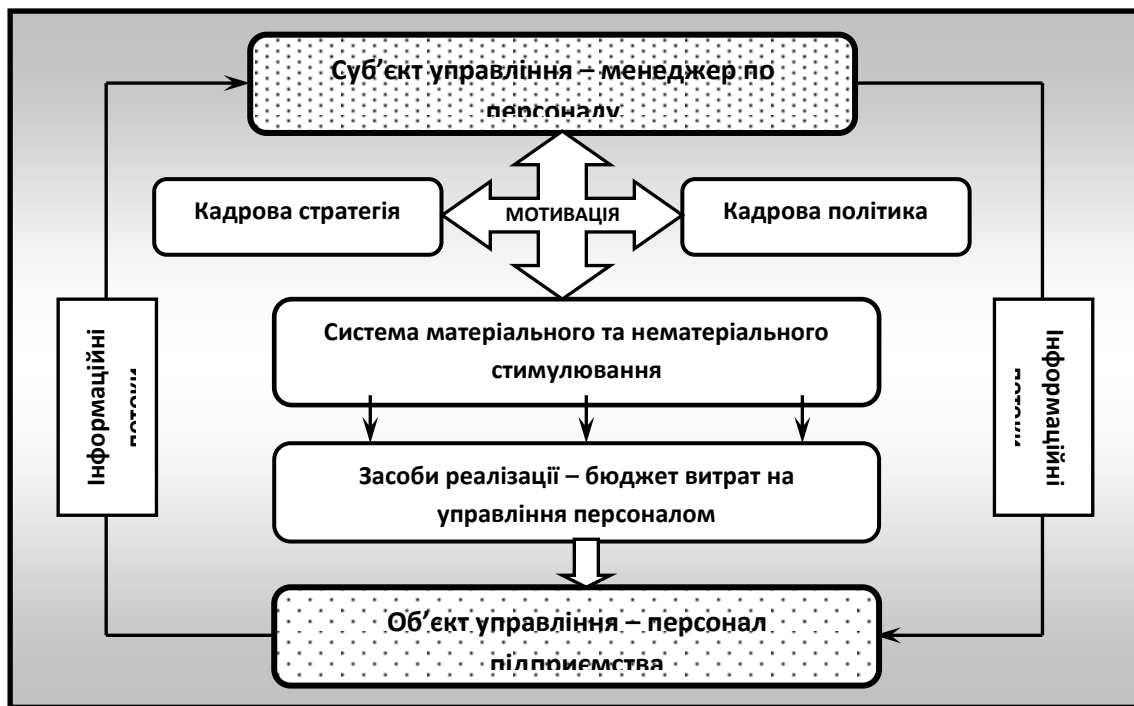 Суб’єкт управління – менеджер по
персоналу
Кадрова стратегія
МОТИВАЦІЯ
Кадрова політика
Система матеріального та нематеріального
стимулювання
Інформаційні
потоки
Інформаційні
потоки
Засоби реалізації – бюджет витрат на
управління персоналом
Об’єкт управління – персонал
підприємства